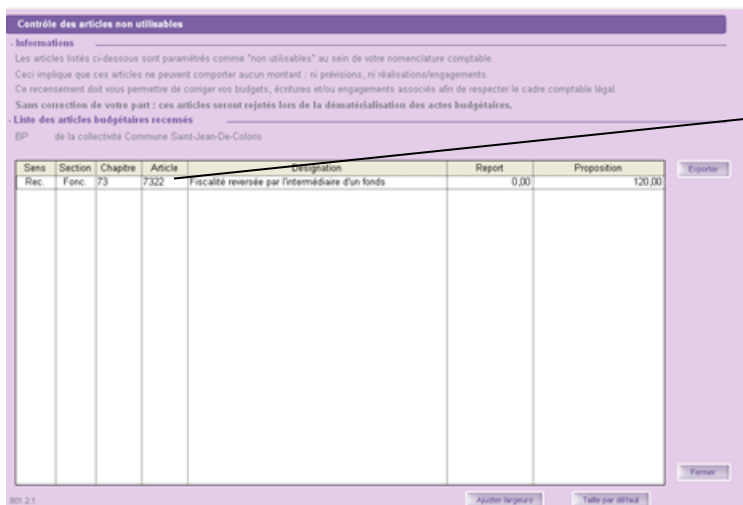 Contrôle des articles non utilisables
- Informations
Les articles listés ci-dessous sont paramétrés comme "non utilisables" au sein de votre nomenclature comptable.
Ceci implique que ces articles ne peuvent comporter aucun montant : ni prévisions, ni réalisations/engagements.
Ce recensement doit vous permettre de corriger vos budgets, écritures et/ou engagements associés afin de respecter le cadre comptable légal.
Sans correction de votre part : ces articles seront rejetés lors de la dématérialisation des actes budgétaires.
- Liste des articles budgétaires recensés
BP de la collectivité Commune Saint-Jean-De-Coloris
Sens Section Chapitre Article Désignation Report Proposition Exporter
Rec. Fonc. 73 7322 Fiscalité reversée par l'intermédiaire d'un fonds 0,00 120,00
Fermer
801.2.1 Ajuster largeurs Taille par défaut